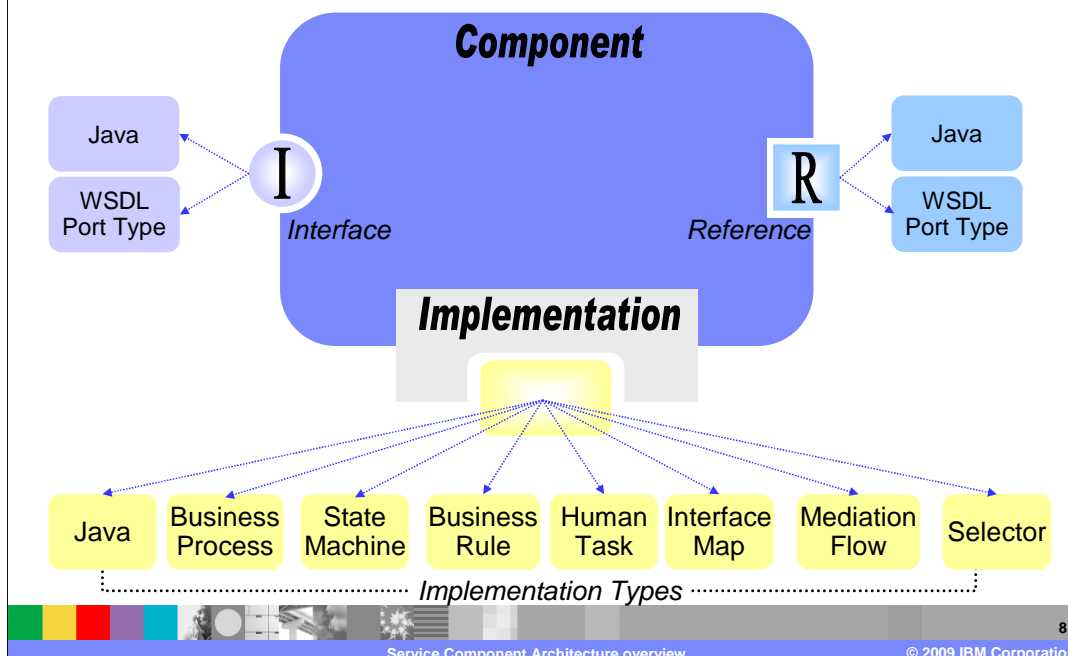 Component
Java
WSDL
Port Type
I
Interface
R
Reference
Java
WSDL
Port Type
Implementation
Java
Business
Process
State
Machine
Business
Rule
Human
Task
Interface
Map
Mediation
Flow
Selector
Implementation Types
8
Service Component Architecture overview
© 2009 IBM Corporatio